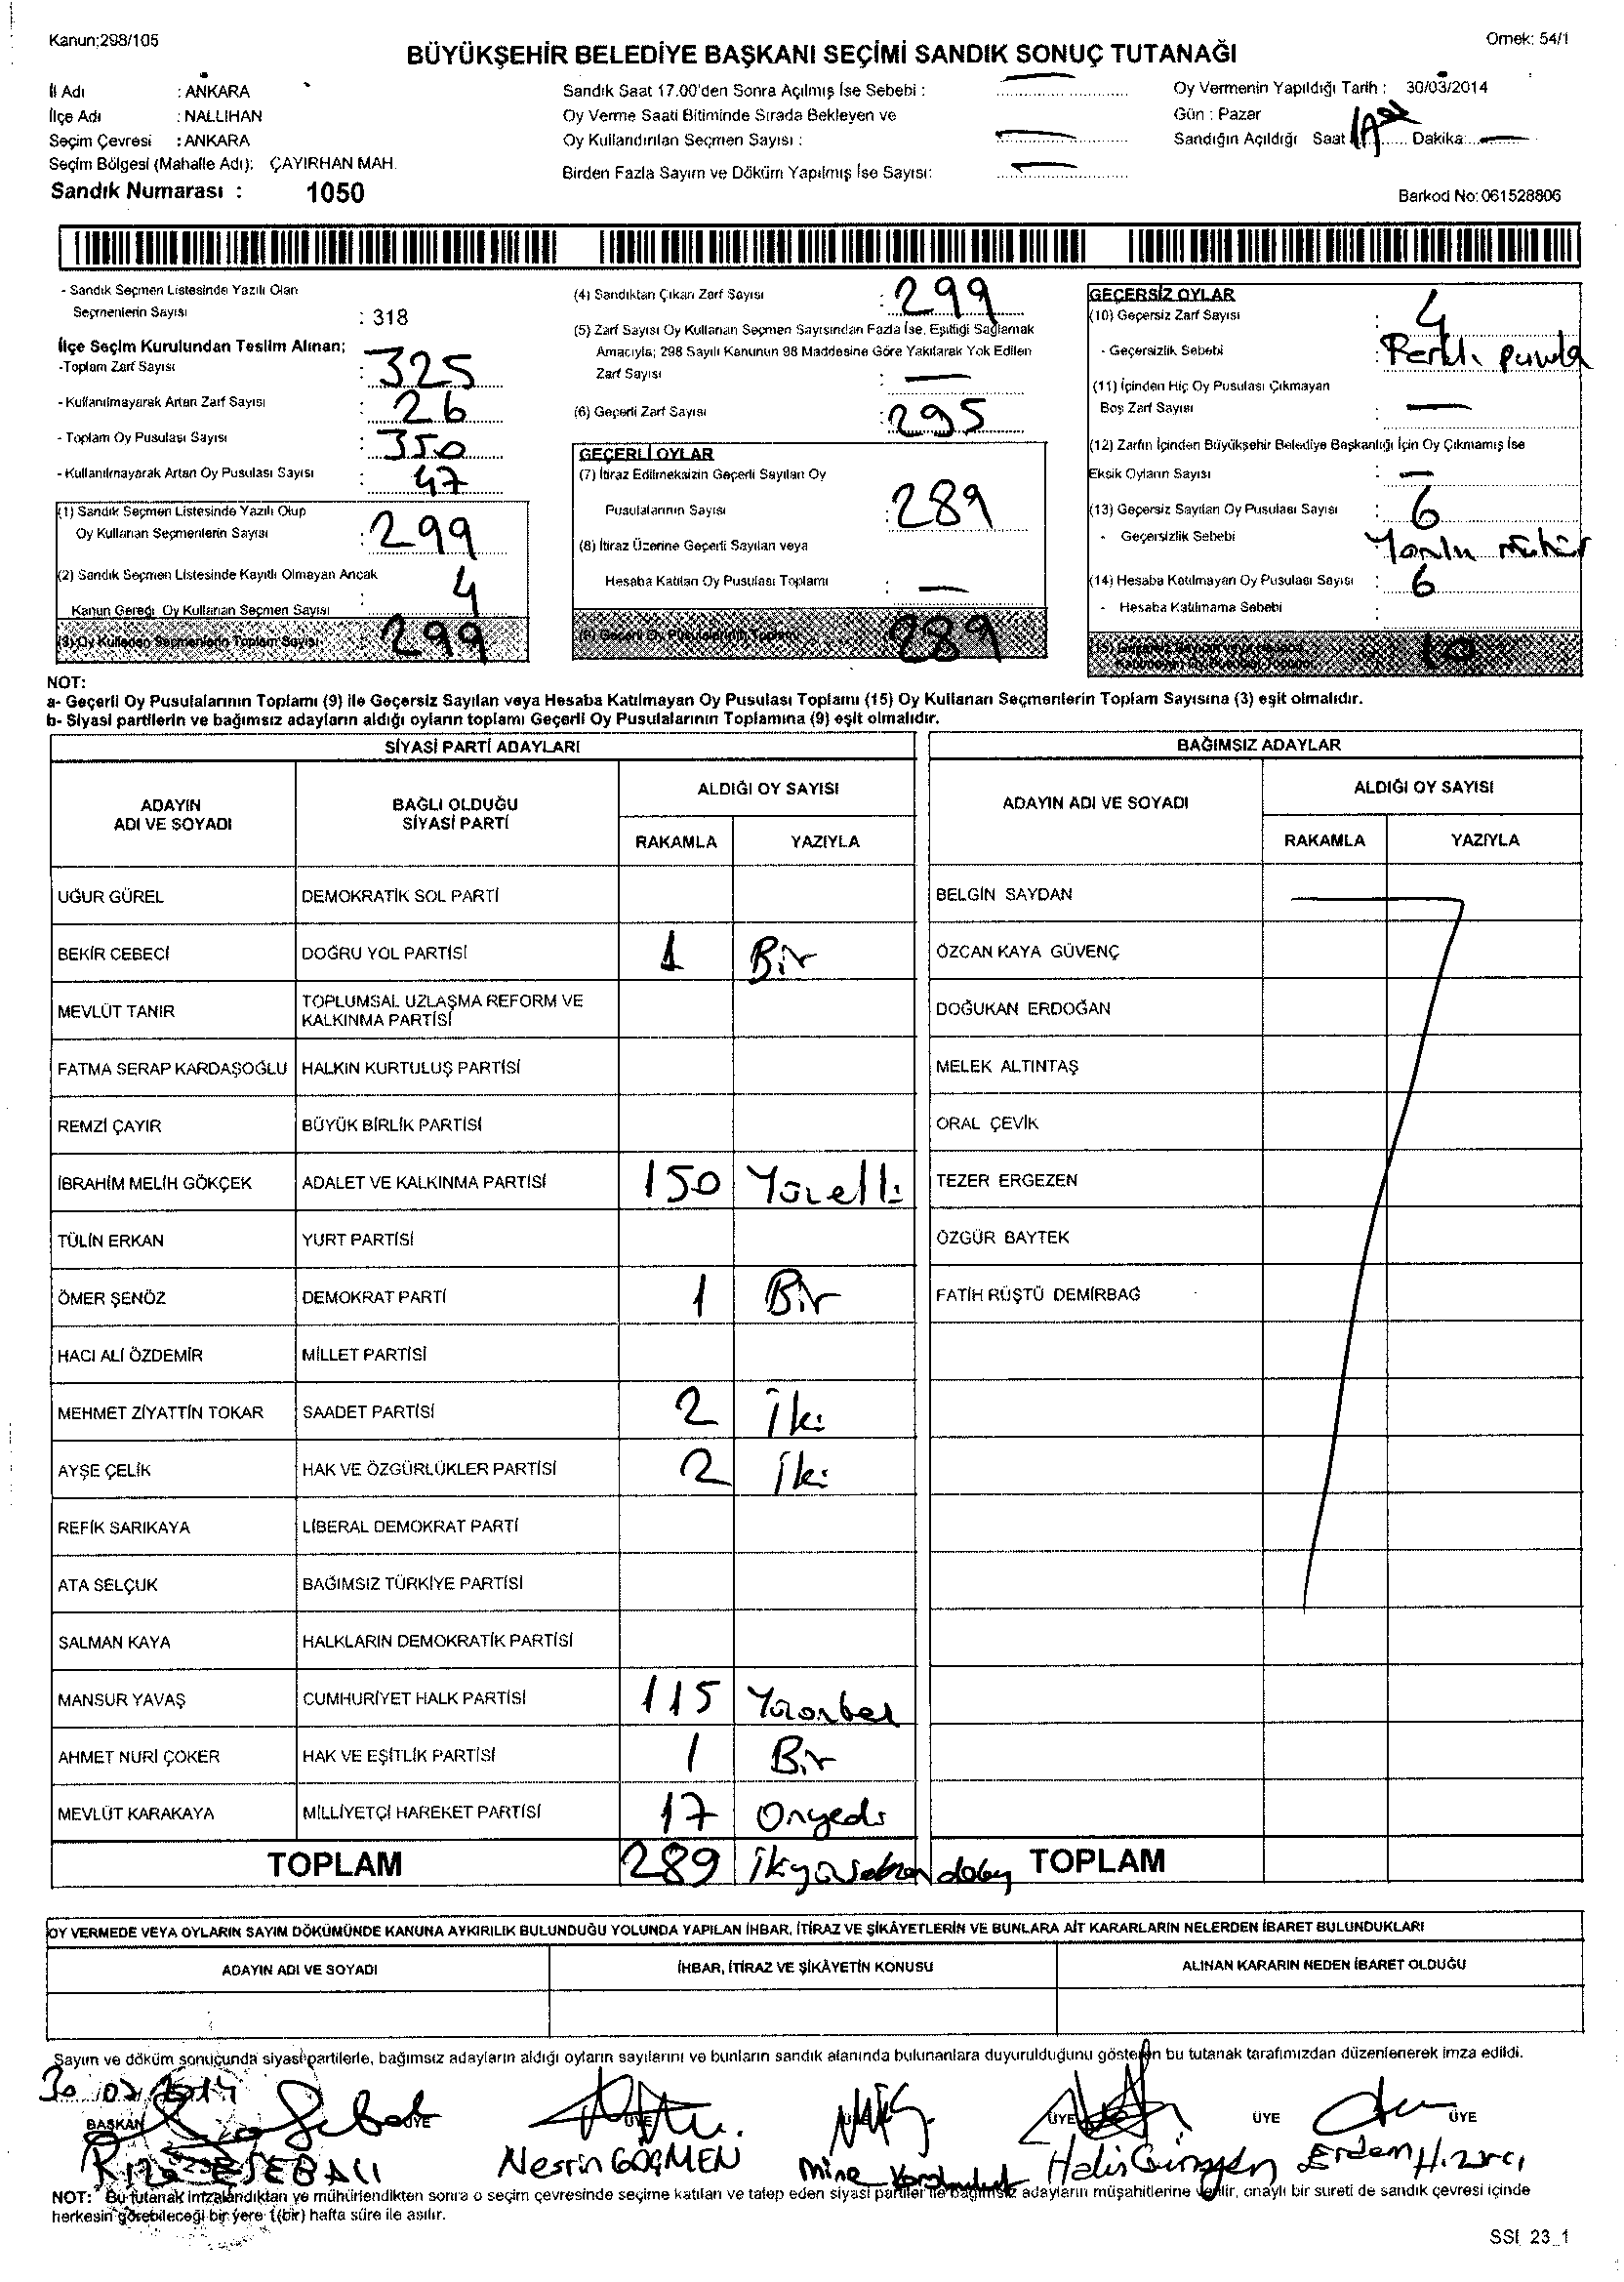 Kanun:298/105
Örnek: 54/1
BÜYÜKŞEHİR BELEDİYE BAŞKANI SEÇİMİ SANDIK SONUÇ TUTANAĞI
İl Adı : ANKARA
İlçe Adı : NALLIHAN
Seçim Çevresi : ANKARA
Seçim Bölgesi (Mahalle Adı): ÇAYIRHAN MAH.
Sandık Numarası : 1050
Sandık Saat 17.00'den Sonra Açılmış İse Sebebi :
Oy Verme Saati Bitiminde Sırada Bekleyen ve
Oy Kullandırılan Seçmen Sayısı :
Birden Fazla Sayım ve Döküm Yapılmış İse Sayısı:
Oy Vermenin Yapıldığı Tarih : 30/03/2014
Gün : Pazar
Sandığın Açıldığı Saat Dakika:
Barkod No: 061528806
- Sandık Seçmen Listesinde Yazılı Olan
Seçmenlerin Sayısı : 318
İlçe Seçim Kurulundan Teslim Alınan;
-Toplam Zarf Sayısı : 325
- Kullanılmayarak Artan Zarf Sayısı : 26
- Toplam Oy Pusulası Sayısı : 350
- Kullanılmayarak Artan Oy Pusulası Sayısı : 47
(1) Sandık Seçmen Listesinde Yazılı Olup
Oy Kullanan Seçmenlerin Sayısı : 299
(2) Sandık Seçmen Listesinde Kayıtlı Olmayan Ancak
Kanun Gereği Oy Kullanan Seçmen Sayısı : 4
(3) Oy Kullanan Seçmenlerin Toplam Sayısı: 299
(4) Sandıktan Çıkan Zarf Sayısı : 299
(5) Zarf Sayısı Oy Kullanan Seçmen Sayısından Fazla İse, Eşitliği Sağlamak
Amacıyla; 298 Sayılı Kanunun 98 Maddesine Göre Yakılarak Yok Edilen
Zarf Sayısı : —
(6) Geçerli Zarf Sayısı : 295
GEÇERLİ OYLAR
(7) İtiraz Edilmeksizin Geçerli Sayılan Oy
Pusulalarının Sayısı : 289
(8) İtiraz Üzerine Geçerli Sayılan veya
Hesaba Katılan Oy Pusulası Toplamı : —
(9) Geçerli Oy Pusulalarının Toplamı 289
GEÇERSİZ OYLAR
(10) Geçersiz Zarf Sayısı : 4
- Geçersizlik Sebebi :
(11) İçinden Hiç Oy Pusulası Çıkmayan
Boş Zarf Sayısı : —
(12) Zarfın İçinden Büyükşehir Belediye Başkanlığı İçin Oy Çıkmamış İse
Eksik Oyların Sayısı : —
(13) Geçersiz Sayılan Oy Pusulası Sayısı : 6
- Geçersizlik Sebebi
(14) Hesaba Katılmayan Oy Pusulası Sayısı : 6
- Hesaba Katılmama Sebebi :
(15) Geçersiz Sayılan veya Hesaba
Katılmayan Oy Pusulası Toplamı 10
NOT:
a- Geçerli Oy Pusulalarının Toplamı (9) ile Geçersiz Sayılan veya Hesaba Katılmayan Oy Pusulası Toplamı (15) Oy Kullanan Seçmenlerin Toplam Sayısına (3) eşit olmalıdır.
b- Siyasi partilerin ve bağımsız adayların aldığı oyların toplamı Geçerli Oy Pusulalarının Toplamına (9) eşit olmalıdır.
SİYASİ PARTİ ADAYLARI
ADAYIN ADI VE SOYADI BAĞLI OLDUĞU SİYASİ PARTİ ALDIĞI OY SAYISI
RAKAMLA YAZIYLA
UĞUR GÜREL DEMOKRATİK SOL PARTİ
BEKİR CEBECİ DOĞRU YOL PARTİSİ 1 Bir
MEVLÜT TANIR TOPLUMSAL UZLAŞMA REFORM VE KALKINMA PARTİSİ
FATMA SERAP KARDAŞOĞLU HALKIN KURTULUŞ PARTİSİ
REMZİ ÇAYIR BÜYÜK BİRLİK PARTİSİ
İBRAHİM MELİH GÖKÇEK ADALET VE KALKINMA PARTİSİ 150 Yüzelli
TÜLİN ERKAN YURT PARTİSİ
ÖMER ŞENÖZ DEMOKRAT PARTİ 1 Bir
HACI ALİ ÖZDEMİR MİLLET PARTİSİ
MEHMET ZİYATTİN TOKAR SAADET PARTİSİ 2 İki
AYŞE ÇELİK HAK VE ÖZGÜRLÜKLER PARTİSİ 2 İki
REFİK SARIKAYA LİBERAL DEMOKRAT PARTİ
ATA SELÇUK BAĞIMSIZ TÜRKİYE PARTİSİ
SALMAN KAYA HALKLARIN DEMOKRATİK PARTİSİ
MANSUR YAVAŞ CUMHURİYET HALK PARTİSİ 115 Yüzonbeş
AHMET NURİ ÇOKER HAK VE EŞİTLİK PARTİSİ 1 Bir
MEVLÜT KARAKAYA MİLLİYETÇİ HAREKET PARTİSİ 17 Onyedi
TOPLAM 289
BAĞIMSIZ ADAYLAR
ADAYIN ADI VE SOYADI ALDIĞI OY SAYISI
RAKAMLA YAZIYLA
BELGİN SAYDAN
ÖZCAN KAYA GÜVENÇ
DOĞUKAN ERDOĞAN
MELEK ALTINTAŞ
ORAL ÇEVİK
TEZER ERGEZEN
ÖZGÜR BAYTEK
FATİH RÜŞTÜ DEMİRBAĞ
TOPLAM
OY VERMEDE VEYA OYLARIN SAYIM DÖKÜMÜNDE KANUNA AYKIRILIK BULUNDUĞU YOLUNDA YAPILAN İHBAR, İTİRAZ VE ŞİKÂYETLERİN VE BUNLARA AİT KARARLARIN NELERDEN İBARET BULUNDUKLARI
ADAYIN ADI VE SOYADI İHBAR, İTİRAZ VE ŞİKÂYETİN KONUSU ALINAN KARARIN NEDEN İBARET OLDUĞU
Sayım ve döküm sonucunda siyasi partilerle, bağımsız adayların aldığı oyların sayılarını ve bunların sandık alanında bulunanlara duyurulduğunu gösteren bu tutanak tarafımızdan düzenlenerek imza edildi.
BAŞKAN ÜYE ÜYE ÜYE ÜYE ÜYE ÜYE
Nesrin GÖÇMEN Mine
NOT: Bu tutanak imzalandıktan ve mühürlendikten sonra o seçim çevresinde seçime katılan ve talep eden siyasi partiler ile bağımsız adayların müşahitlerine verilir, onaylı bir sureti de sandık çevresi içinde
herkesin görebileceği bir yere 1(bir) hafta süre ile asılır.
SSI_23_1